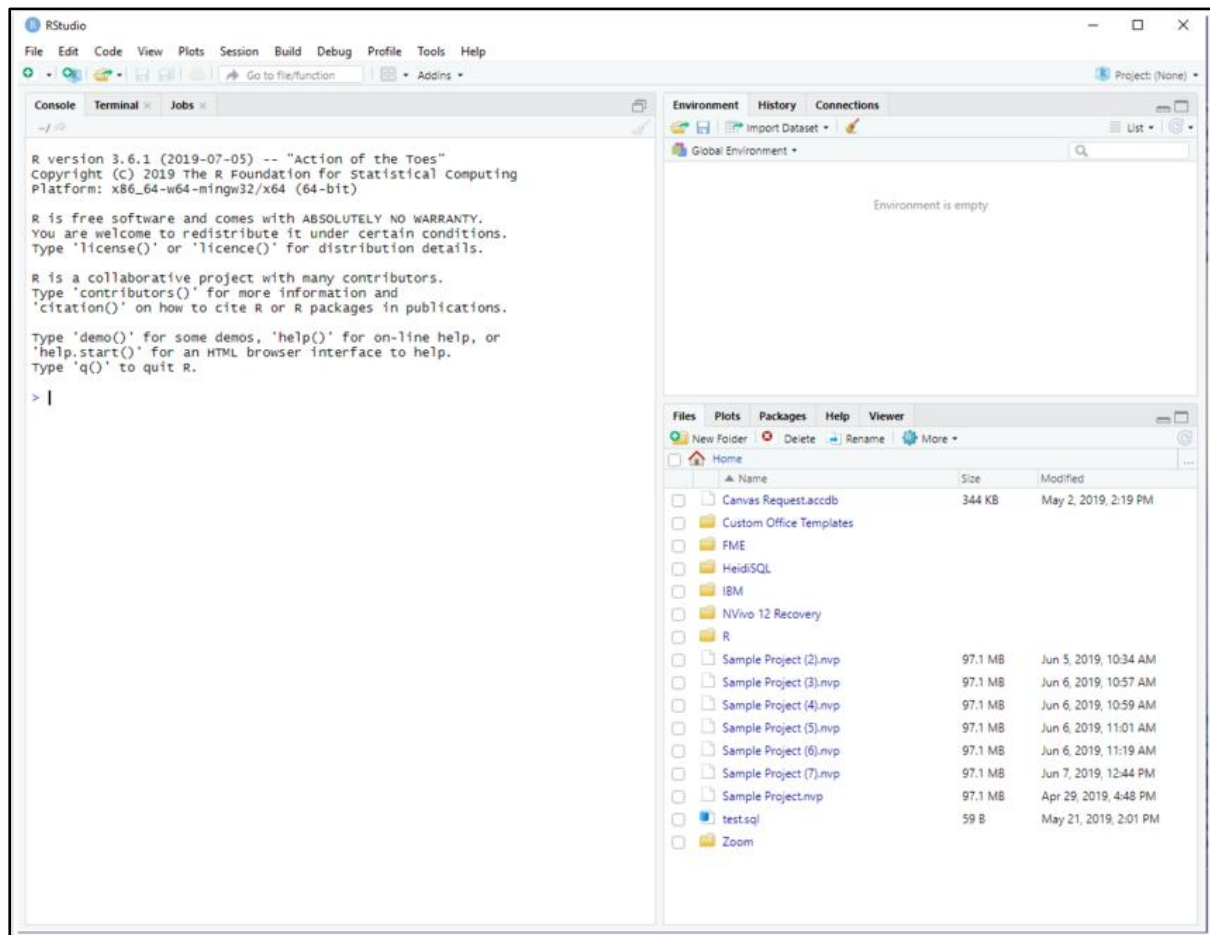 RStudio
File Edit Code View Plots Session Build Debug Profile Tools Help
Go to file/function Addins Project: (None)
Console Terminal Jobs
~/
R version 3.6.1 (2019-07-05) -- "Action of the Toes"
Copyright (C) 2019 The R Foundation for Statistical Computing
Platform: x86_64-w64-mingw32/x64 (64-bit)
R is free software and comes with ABSOLUTELY NO WARRANTY.
You are welcome to redistribute it under certain conditions.
Type 'license()' or 'licence()' for distribution details.
R is a collaborative project with many contributors.
Type 'contributors()' for more information and
'citation()' on how to cite R or R packages in publications.
Type 'demo()' for some demos, 'help()' for on-line help, or
'help.start()' for an HTML browser interface to help.
Type 'q()' to quit R.
>
Environment History Connections
Import Dataset List
Global Environment
Environment is empty
Files Plots Packages Help Viewer
New Folder Delete Rename More
Home ...
Name Size Modified
Canvas Request.accdb 344 KB May 2, 2019, 2:19 PM
Custom Office Templates
FME
HeidiSQL
IBM
NVivo 12 Recovery
R
Sample Project (2).nvp 97.1 MB Jun 5, 2019, 10:34 AM
Sample Project (3).nvp 97.1 MB Jun 6, 2019, 10:57 AM
Sample Project (4).nvp 97.1 MB Jun 6, 2019, 10:59 AM
Sample Project (5).nvp 97.1 MB Jun 6, 2019, 11:01 AM
Sample Project (6).nvp 97.1 MB Jun 6, 2019, 11:19 AM
Sample Project (7).nvp 97.1 MB Jun 7, 2019, 12:44 PM
Sample Project.nvp 97.1 MB Apr 29, 2019, 4:48 PM
test.sql 59 B May 21, 2019, 2:01 PM
Zoom